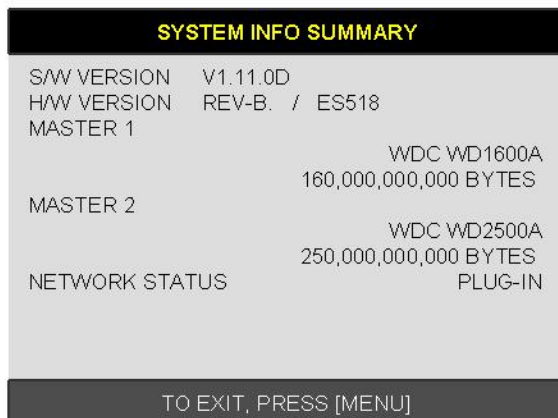 SYSTEM INFO SUMMARY
S/W VERSION V1.11.0D
H/W VERSION REV-B. / ES518
MASTER 1
WDC WD1600A
160,000,000,000 BYTES
MASTER 2
WDC WD2500A
250,000,000,000 BYTES
NETWORK STATUS PLUG-IN
TO EXIT, PRESS [MENU]